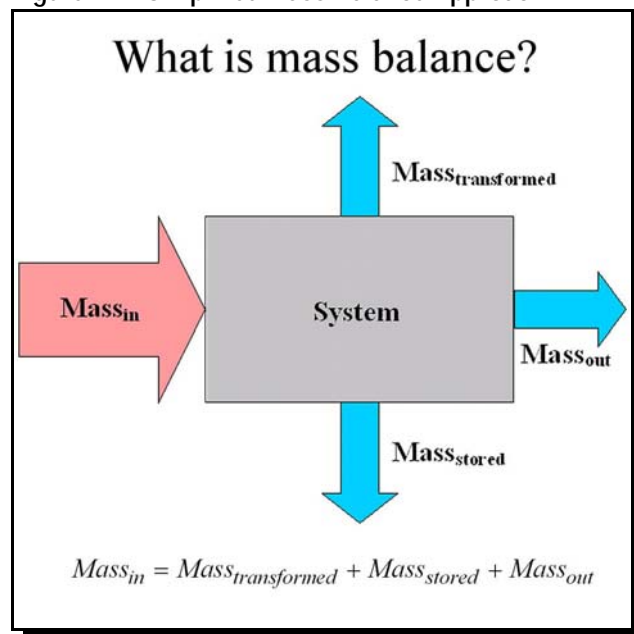 What is mass balance?
Mass_transformed
Mass_in
System
Mass_out
Mass_stored
Mass_in = Mass_transformed + Mass_stored + Mass_out